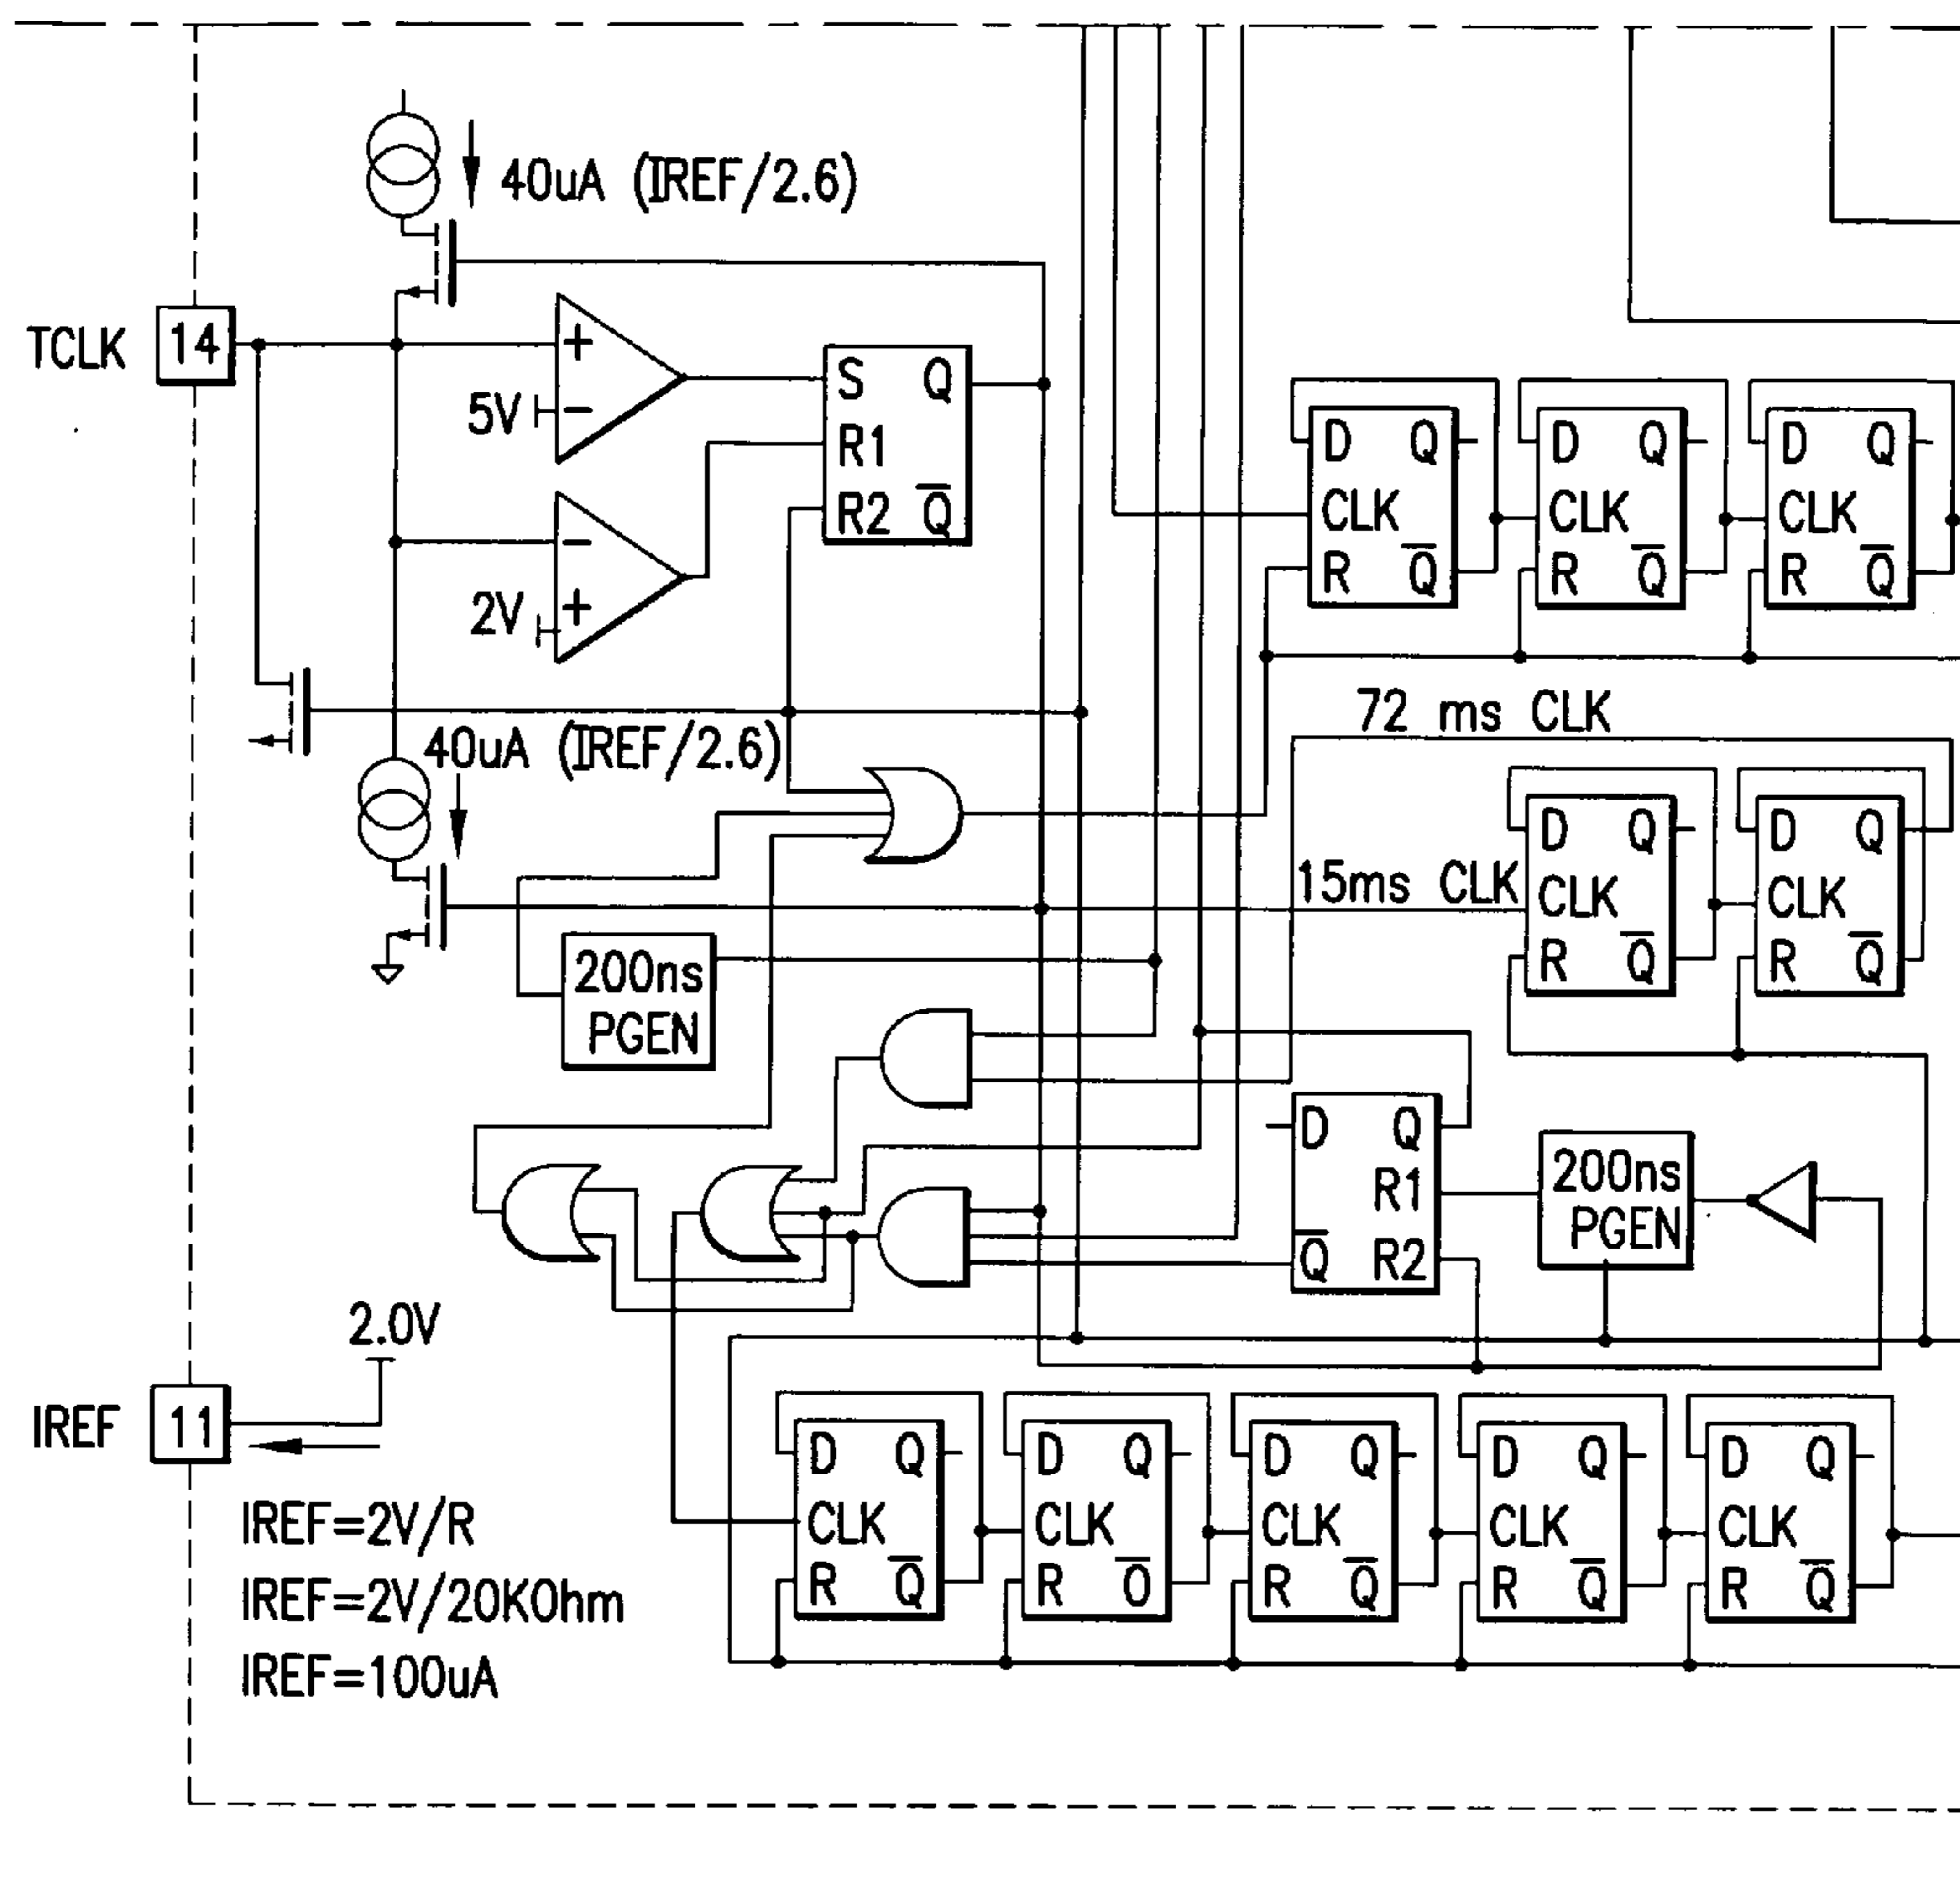 40uA (IREF/2.6)
TCLK
14
+
5V
−
S Q
R1
R2 Q
−
2V
+
D Q
CLK
R Q
D Q
CLK
R Q
D Q
CLK
R Q
72 ms CLK
40uA (IREF/2.6)
D Q
CLK
R Q
D Q
CLK
R Q
15ms CLK
200ns
PGEN
D Q
R1
Q R2
200ns
PGEN
2.0V
IREF
11
IREF=2V/R
IREF=2V/20KOhm
IREF=100uA
D Q
CLK
R Q
D Q
CLK
R O
D Q
CLK
R Q
D Q
CLK
R Q
D Q
CLK
R Q